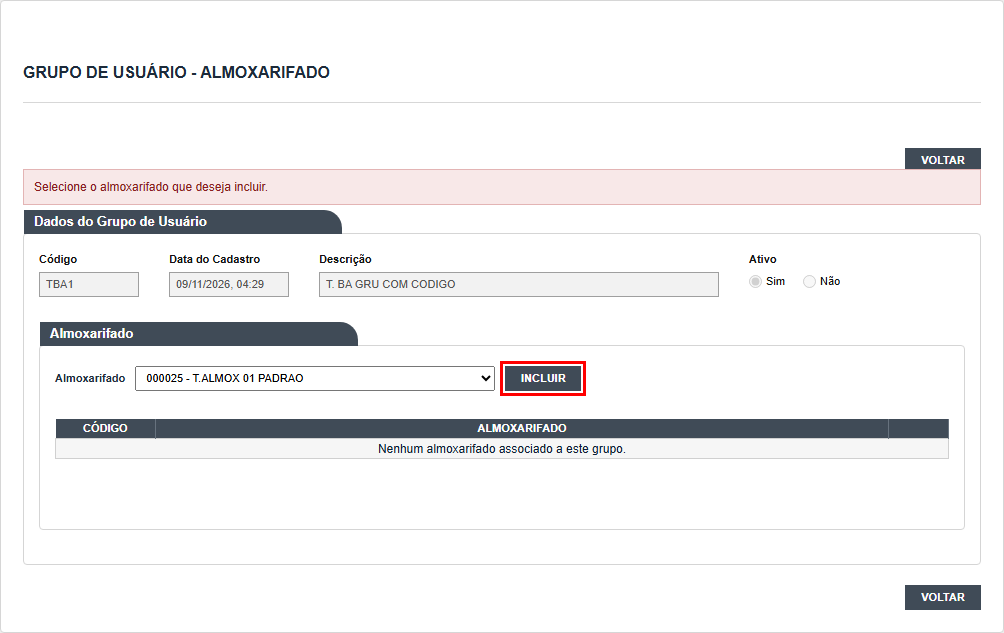 GRUPO DE USUÁRIO - ALMOXARIFADO
VOLTAR
Selecione o almoxarifado que deseja incluir.
Dados do Grupo de Usuário
Código Data do Cadastro Descrição Ativo
TBA1 09/11/2026, 04:29 T. BA GRU COM CODIGO Sim Não
Almoxarifado
Almoxarifado 000025 - T.ALMOX 01 PADRAO INCLUIR
CÓDIGO ALMOXARIFADO
Nenhum almoxarifado associado a este grupo.
VOLTAR